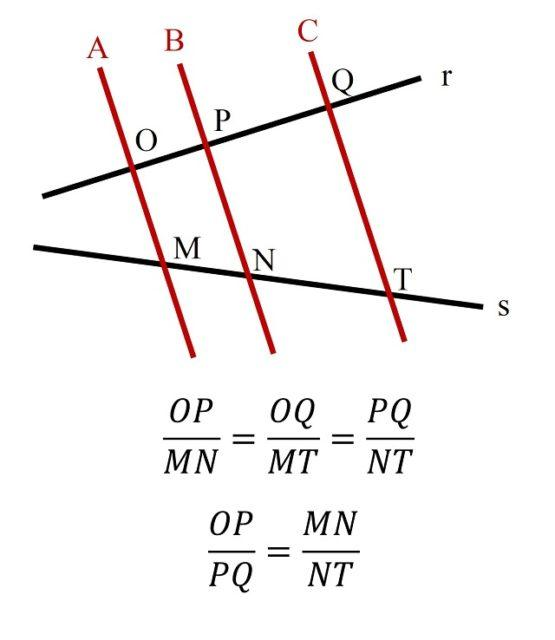 A B C
Q r
P
O
M N T
s
OP/MN = OQ/MT = PQ/NT
OP/PQ = MN/NT